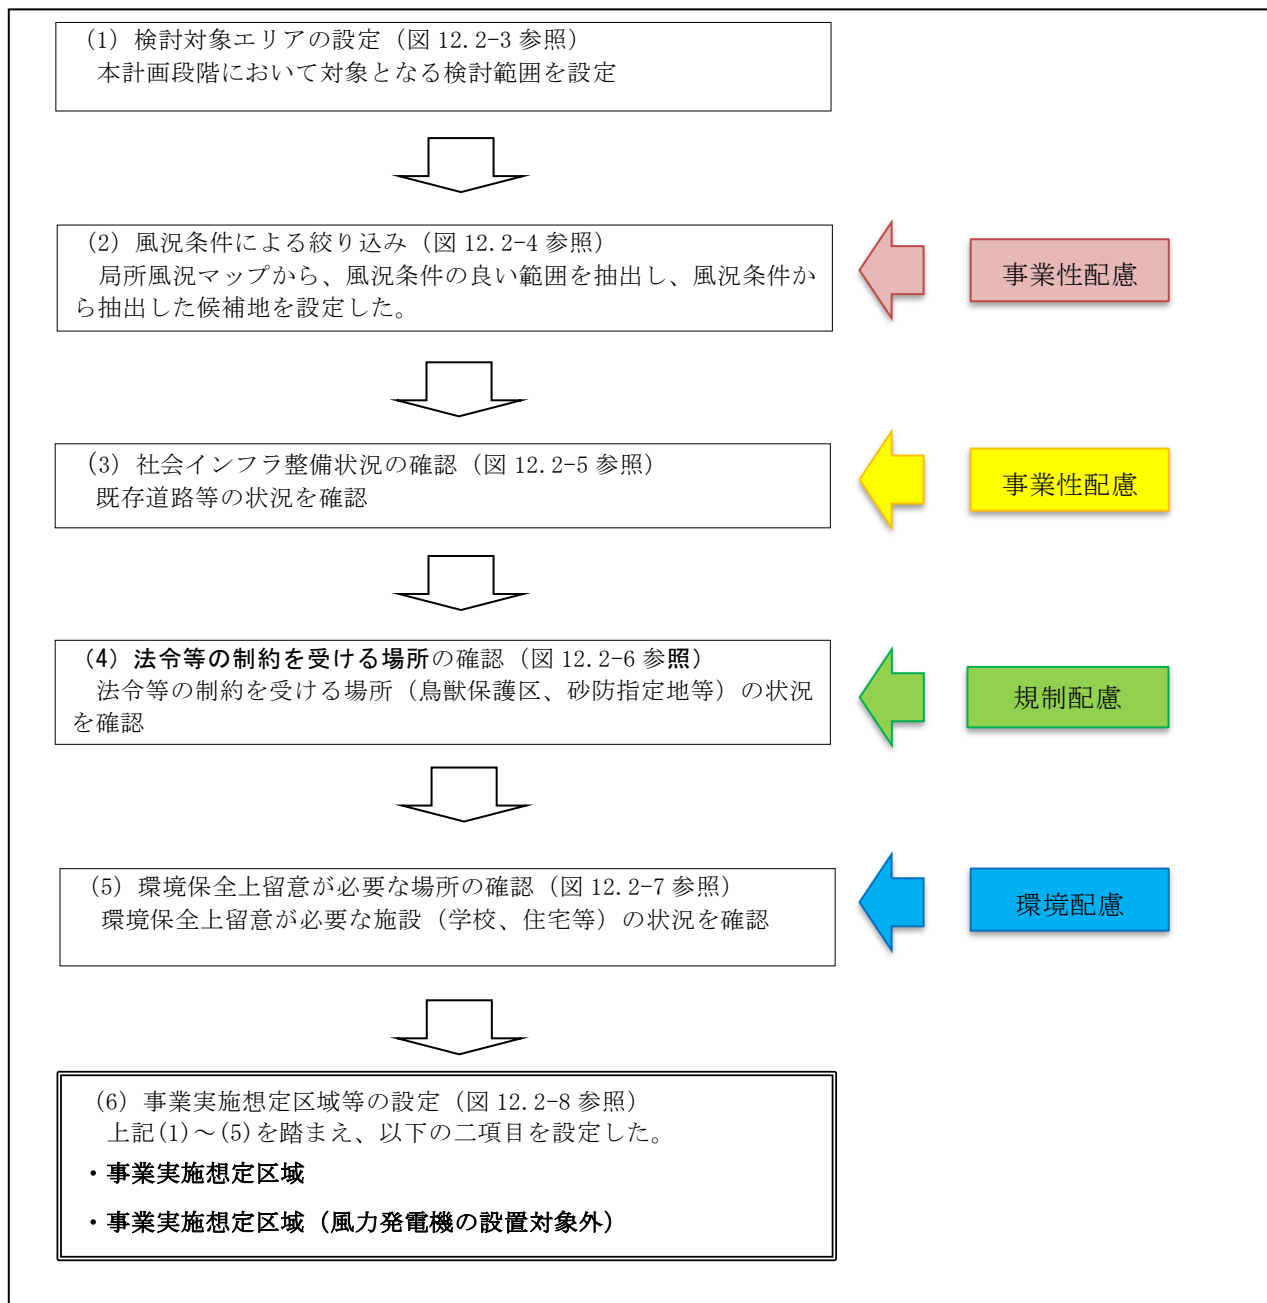 (1) 検討対象エリアの設定（図 12.2-3 参照）
本計画段階において対象となる検討範囲を設定
(2) 風況条件による絞り込み（図 12.2-4 参照）
局所風況マップから、風況条件の良い範囲を抽出し、風況条件か
ら抽出した候補地を設定した。
事業性配慮
(3) 社会インフラ整備状況の確認（図 12.2-5 参照）
既存道路等の状況を確認
事業性配慮
(4) 法令等の制約を受ける場所の確認（図 12.2-6 参照）
法令等の制約を受ける場所（鳥獣保護区、砂防指定地等）の状況
を確認
規制配慮
(5) 環境保全上留意が必要な場所の確認（図 12.2-7 参照）
環境保全上留意が必要な施設（学校、住宅等）の状況を確認
環境配慮
(6) 事業実施想定区域等の設定（図 12.2-8 参照）
上記(1)～(5)を踏まえ、以下の二項目を設定した。
・事業実施想定区域
・事業実施想定区域（風力発電機の設置対象外）